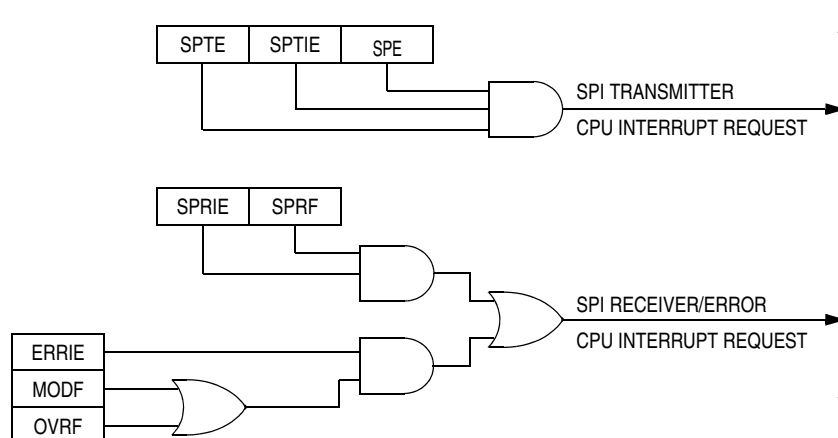 SPTE SPTIE SPE
SPI TRANSMITTER
CPU INTERRUPT REQUEST
SPRIE SPRF
SPI RECEIVER/ERROR
CPU INTERRUPT REQUEST
ERRIE
MODF
OVRF